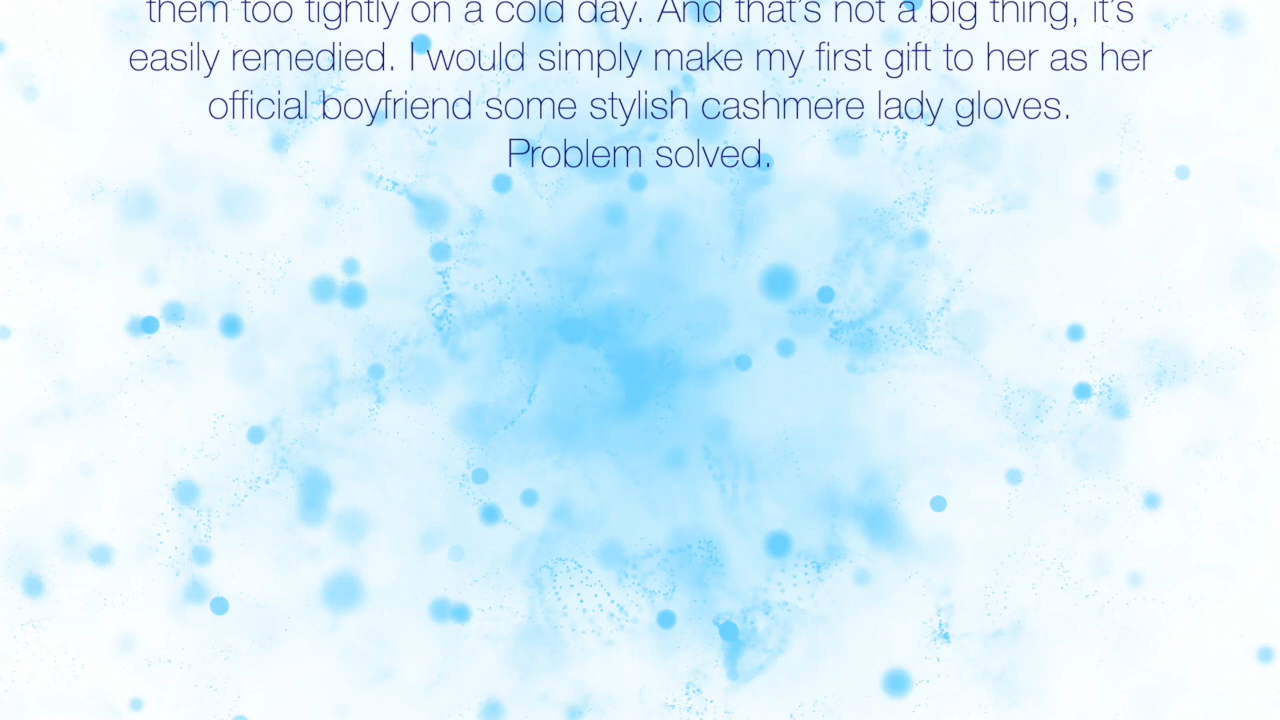 them too tightly on a cold day. And that's not a big thing, it's
easily remedied. I would simply make my first gift to her as her
official boyfriend some stylish cashmere lady gloves.
Problem solved.